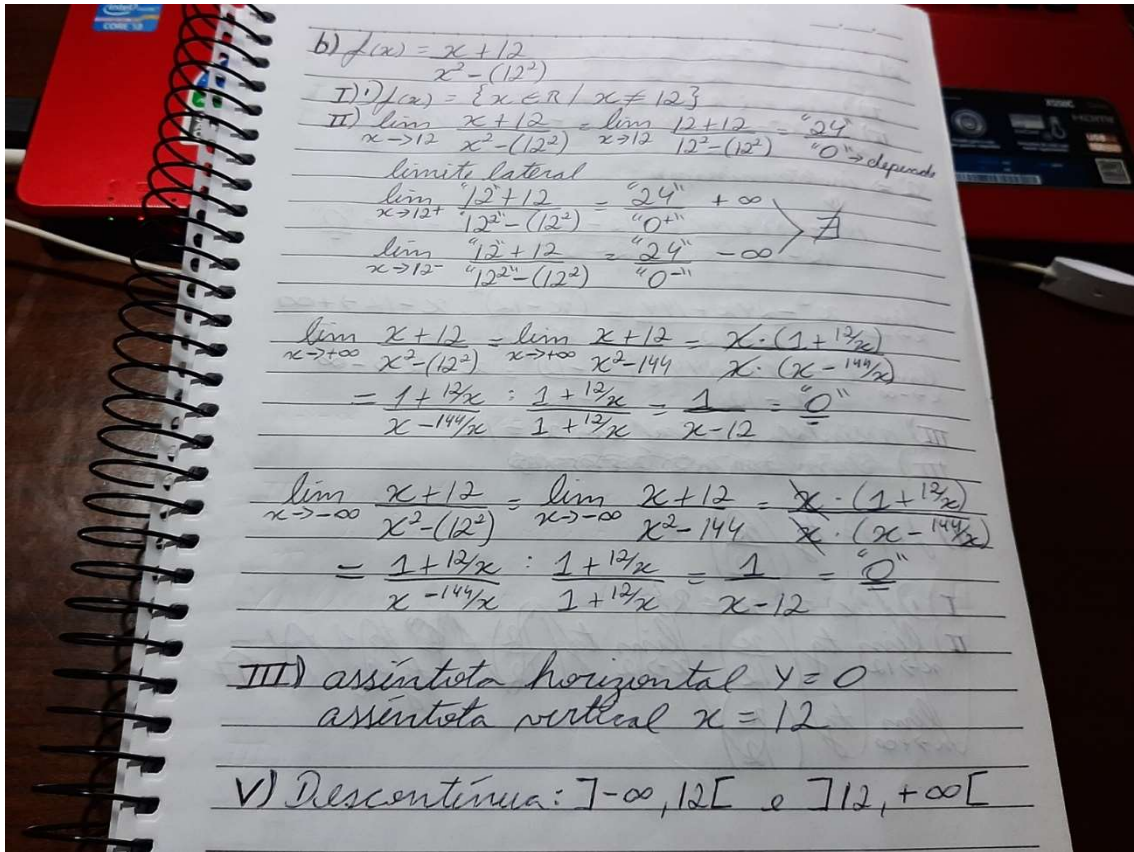 intel
CORE i3
b) f(x) = x + 12 / x² - (12²)
I) D f(x) = {x ∈ R / x ≠ 12}
II) lim x→12 x + 12 / x² - (12²) = lim x→12 12 + 12 / 12² - (12²) = "24" / "0" → depende
limite lateral
lim x→12+ "12" + 12 / "12²" - (12²) = "24" / "0+" + ∞
∄
lim x→12- "12" + 12 / "12²" - (12²) = "24" / "0-" - ∞
lim x→+∞ x + 12 / x² - (12²) = lim x→+∞ x + 12 / x² - 144 = x · (1 + 12/x) / x · (x - 144/x)
= 1 + 12/x / x - 144/x : 1 + 12/x / 1 + 12/x = 1 / x - 12 = "0"
lim x→-∞ x + 12 / x² - (12²) = lim x→-∞ x + 12 / x² - 144 = x · (1 + 12/x) / x · (x - 144/x)
= 1 + 12/x / x - 144/x : 1 + 12/x / 1 + 12/x = 1 / x - 12 = "0"
III) assíntota horizontal y = 0
assíntota vertical x = 12
V) Descontínua: ]-∞, 12[ e ]12, +∞[